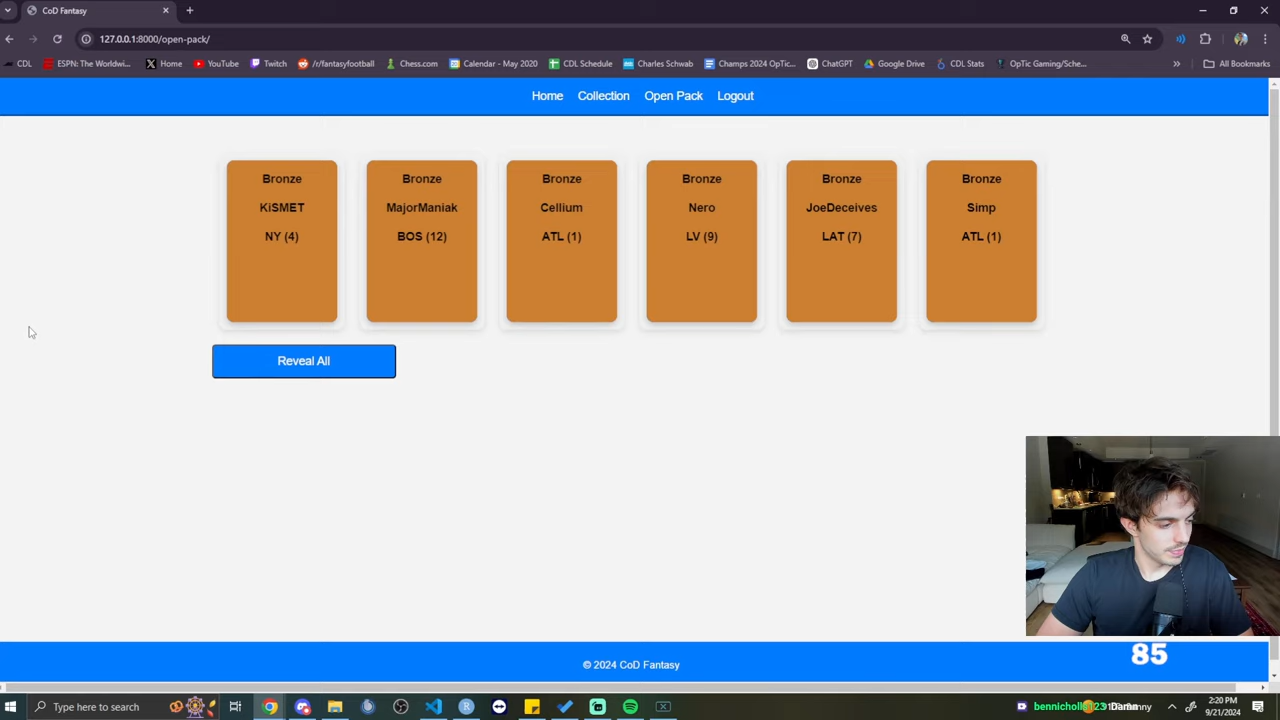 CoD Fantasy
127.0.0.1:8000/open-pack/
CDL
ESPN: The Worldwi...
Home
YouTube
Twitch
/r/fantasyfootball
Chess.com
Calendar - May 2020
CDL Schedule
Charles Schwab
Champs 2024 OpTic...
ChatGPT
Google Drive
CDL Stats
OpTic Gaming/Sche...
All Bookmarks
Home
Collection
Open Pack
Logout
Bronze
KiSMET
NY (4)
Bronze
MajorManiak
BOS (12)
Bronze
Cellium
ATL (1)
Bronze
Nero
LV (9)
Bronze
JoeDeceives
LAT (7)
Bronze
Simp
ATL (1)
Reveal All
© 2024 CoD Fantasy
85
Type here to search
2:20 PM
9/21/2024